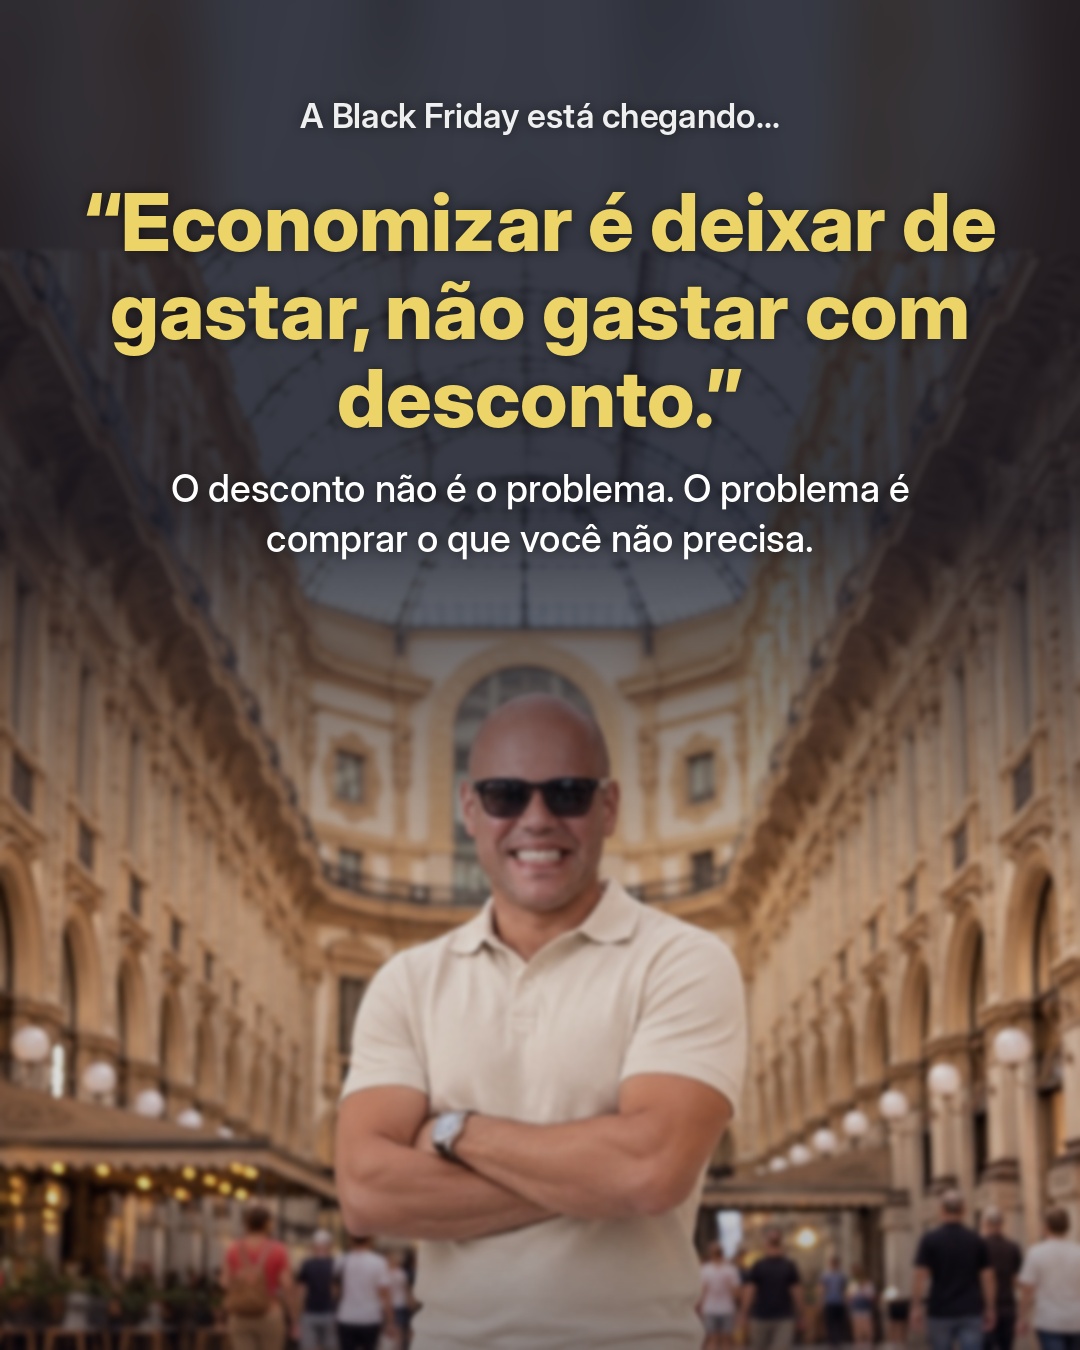 A Black Friday está chegando...
“Economizar é deixar de
gastar, não gastar com
desconto.”
O desconto não é o problema. O problema é
comprar o que você não precisa.